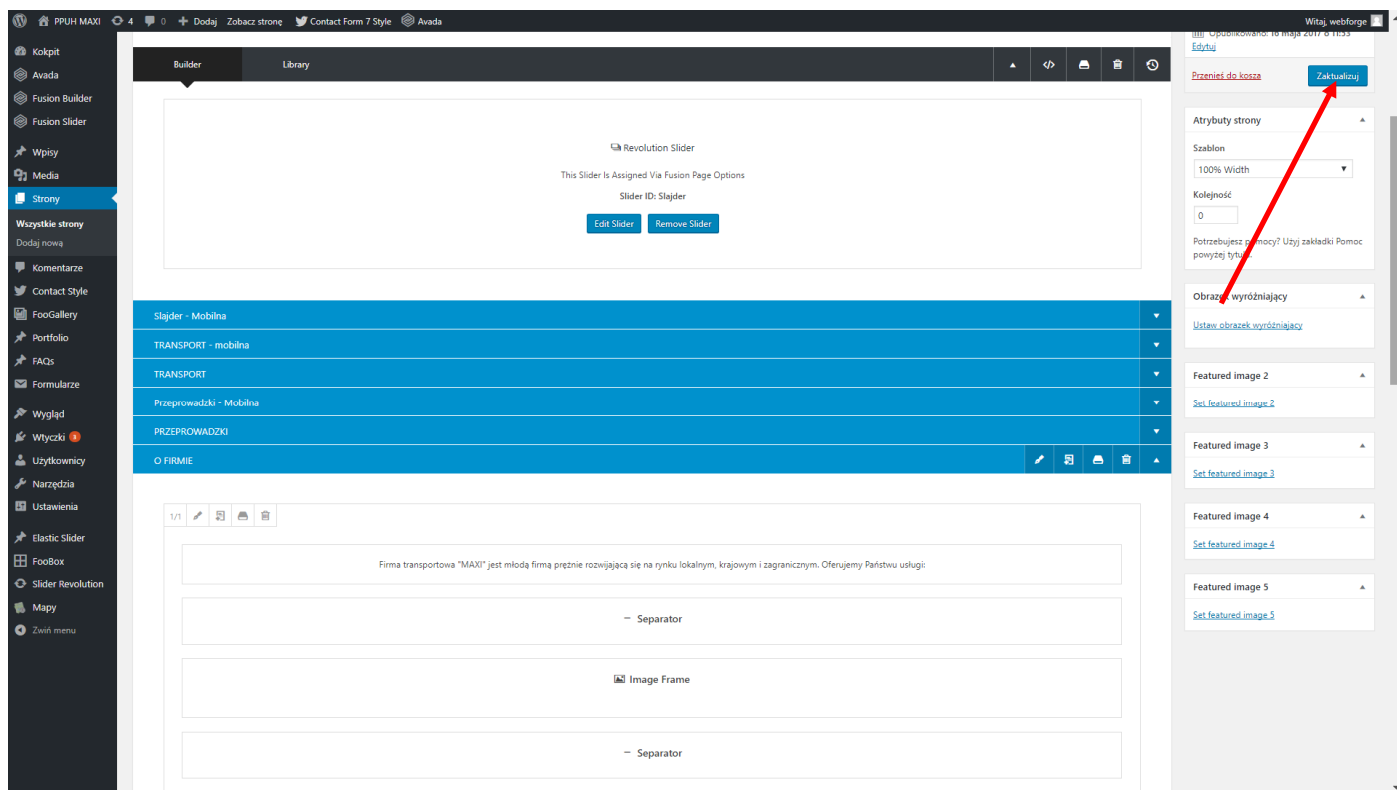 PPUH MAXI 4 0 + Dodaj Zobacz stronę Contact Form 7 Style Avada Witaj, webforge
Kokpit
Avada
Fusion Builder
Fusion Slider
Wpisy
Media
Strony
Wszystkie strony
Dodaj nową
Komentarze
Contact Style
FooGallery
Portfolio
FAQs
Formularze
Wygląd
Wtyczki 3
Użytkownicy
Narzędzia
Ustawienia
Elastic Slider
FooBox
Slider Revolution
Mapy
Zwiń menu
Builder Library </>
Revolution Slider
This Slider Is Assigned Via Fusion Page Options
Slider ID: Slajder
Edit Slider Remove Slider
Slajder - Mobilna
TRANSPORT - mobilna
TRANSPORT
Przeprowadzki - Mobilna
PRZEPROWADZKI
O FIRMIE
1/1
Firma transportowa "MAXI" jest młodą firmą prężnie rozwijającą się na rynku lokalnym, krajowym i zagranicznym. Oferujemy Państwu usługi:
Separator
Image Frame
Separator
Opublikowano: 16 maja 2017 o 11:53
Edytuj
Przenieś do kosza Zaktualizuj
Atrybuty strony
Szablon
100% Width
Kolejność
0
Potrzebujesz pomocy? Użyj zakładki Pomoc
powyżej tytułu.
Obrazek wyróżniający
Ustaw obrazek wyróżniający
Featured image 2
Set featured image 2
Featured image 3
Set featured image 3
Featured image 4
Set featured image 4
Featured image 5
Set featured image 5